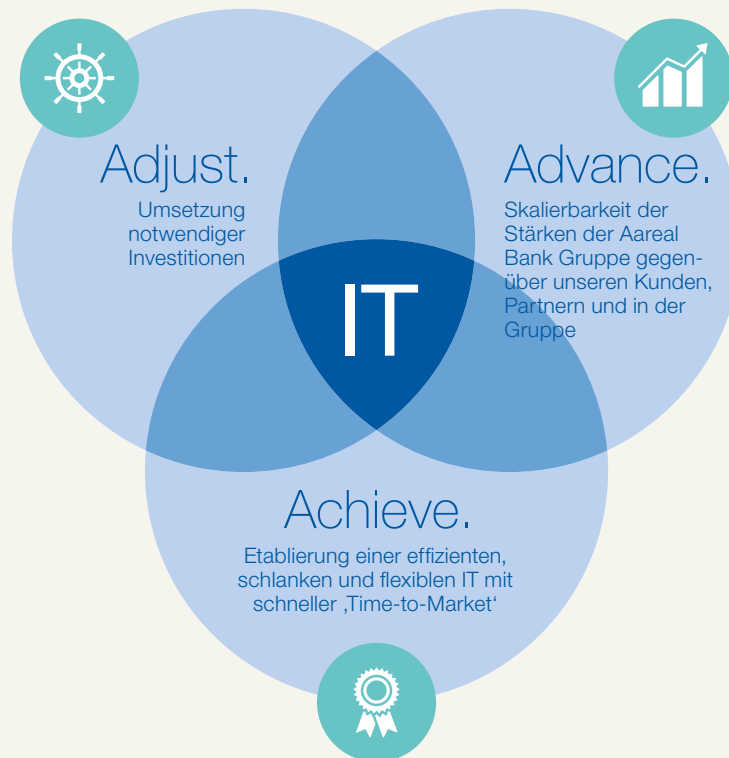 Adjust.
Umsetzung
notwendiger
Investitionen
Advance.
Skalierbarkeit der
Stärken der Aareal
Bank Gruppe gegen-
über unseren Kunden,
Partnern und in der
Gruppe
IT
Achieve.
Etablierung einer effizienten,
schlanken und flexiblen IT mit
schneller ‚Time-to-Market‘